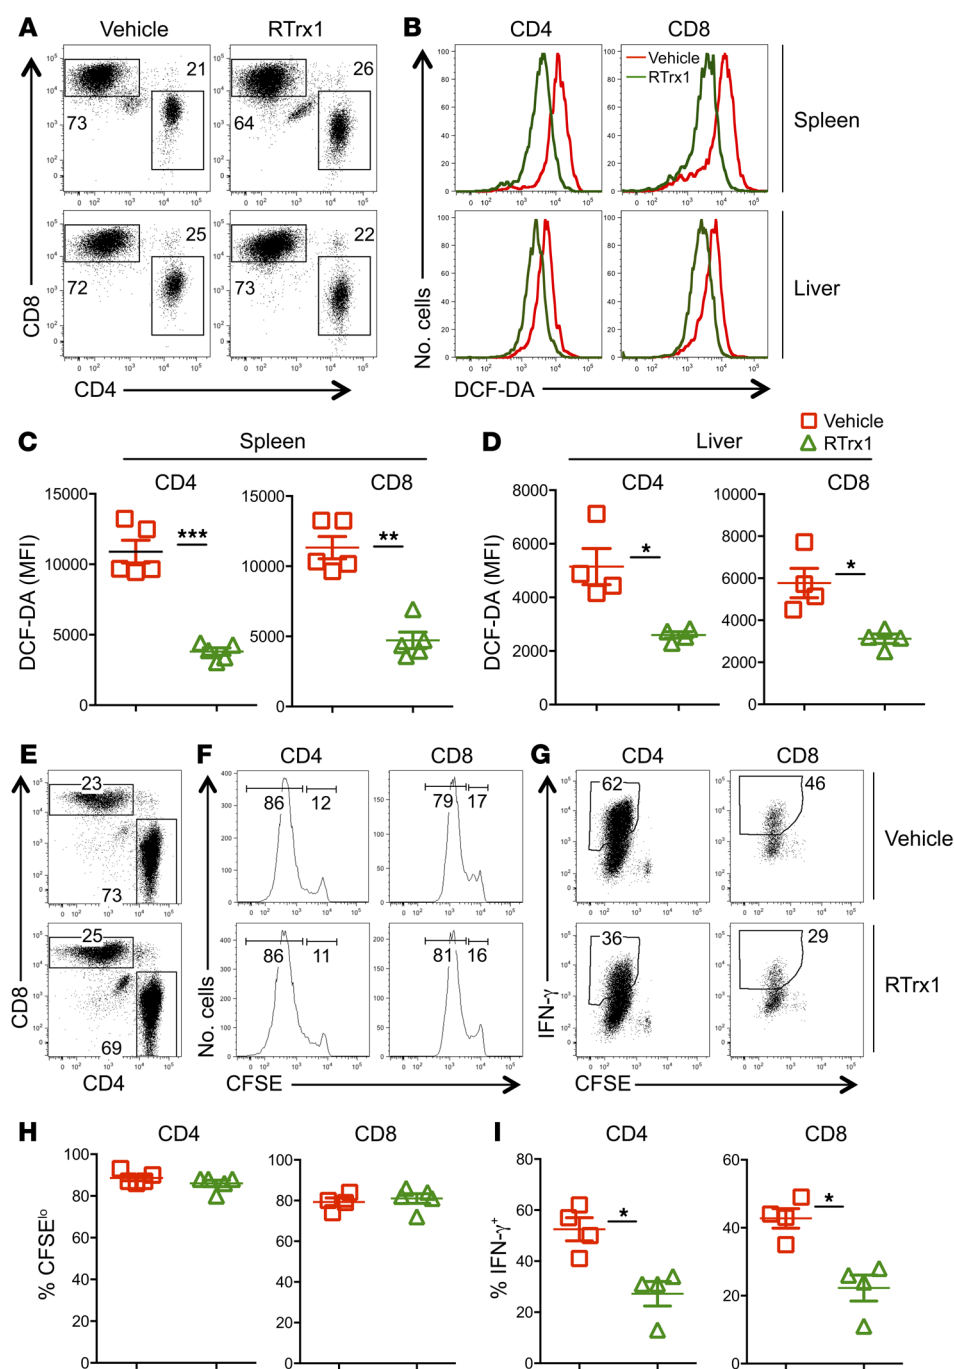 A
Vehicle
RTrx1
21
73
26
64
25
72
22
73
CD8
CD4
B
CD4
CD8
Vehicle
RTrx1
Spleen
Liver
No. cells
DCF-DA
C
Spleen
CD4
CD8
DCF-DA (MFI)
15000
10000
5000
0
***
15000
10000
5000
0
**
D
Liver
Vehicle
RTrx1
CD4
CD8
DCF-DA (MFI)
8000
6000
4000
2000
0
*
10000
8000
6000
4000
2000
0
*
E
23
73
25
69
CD8
CD4
F
CD4
CD8
86
12
79
17
86
11
81
16
No. cells
CFSE
G
CD4
CD8
62
46
Vehicle
36
29
RTrx1
IFN-γ
CFSE
H
CD4
CD8
% CFSElo
100
80
60
40
20
0
100
80
60
40
20
0
I
CD4
CD8
% IFN-γ+
80
60
40
20
0
*
60
40
20
0
*